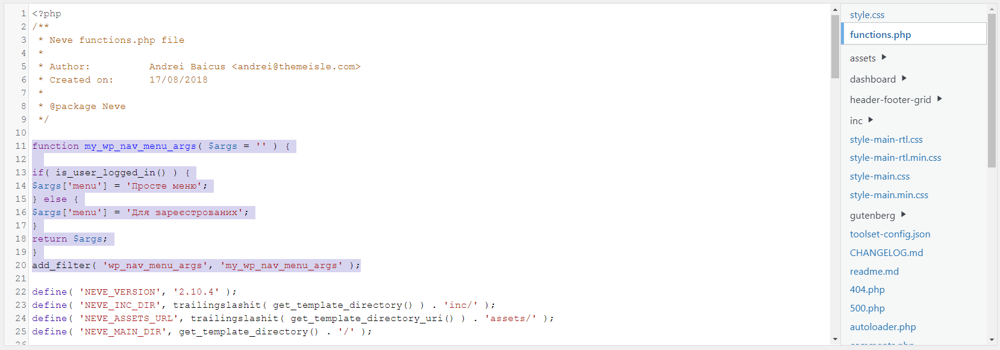 1 <?php
2 /**
3  * Neve functions.php file
4  *
5  * Author:          Andrei Baicus <andrei@themeisle.com>
6  * Created on:      17/08/2018
7  *
8  * @package Neve
9  */
10
11 function my_wp_nav_menu_args( $args = '' ) {
12
13 if( is_user_logged_in() ) {
14 $args['menu'] = 'Просте меню';
15 } else {
16 $args['menu'] = 'Для зареєстрованих';
17 }
18 return $args;
19 }
20 add_filter( 'wp_nav_menu_args', 'my_wp_nav_menu_args' );
21
22 define( 'NEVE_VERSION', '2.10.4' );
23 define( 'NEVE_INC_DIR', trailingslashit( get_template_directory() ) . 'inc/' );
24 define( 'NEVE_ASSETS_URL', trailingslashit( get_template_directory_uri() ) . 'assets/' );
25 define( 'NEVE_MAIN_DIR', get_template_directory() . '/' );
26
style.css
functions.php
assets
dashboard
header-footer-grid
inc
style-main-rtl.css
style-main-rtl.min.css
style-main.css
style-main.min.css
gutenberg
toolset-config.json
CHANGELOG.md
readme.md
404.php
500.php
autoloader.php
comments.php